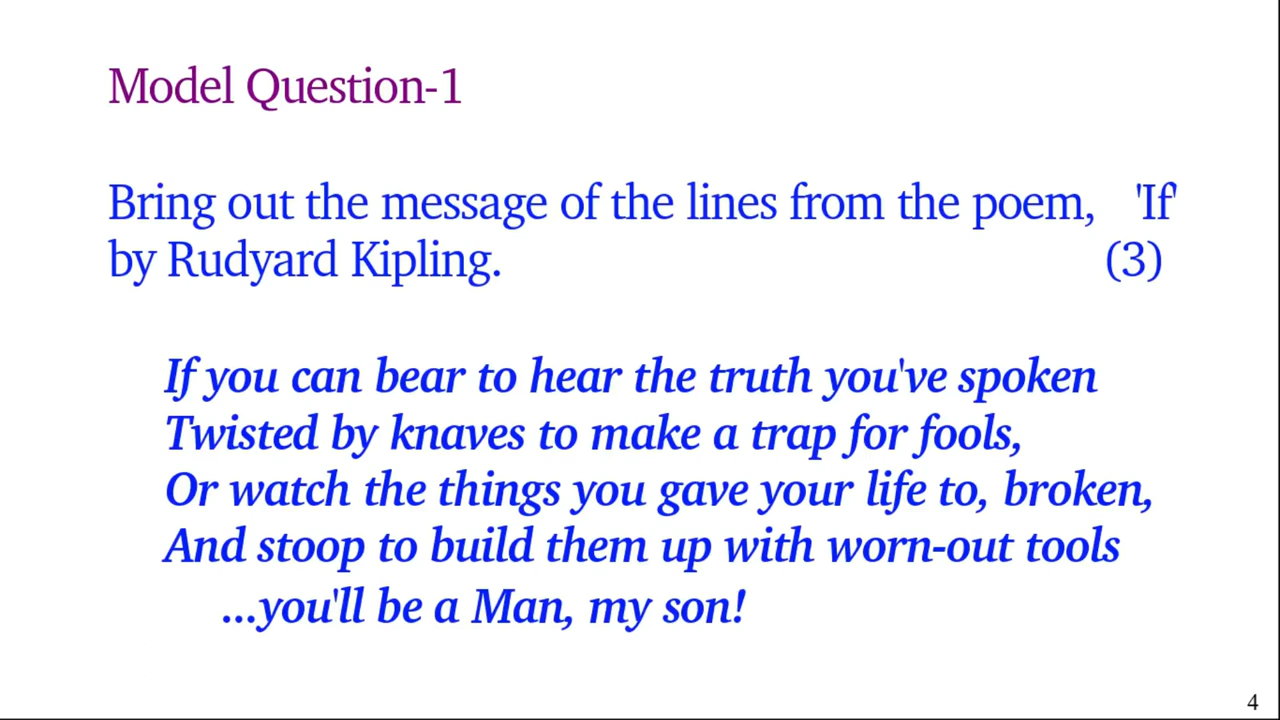 Model Question-1
Bring out the message of the lines from the poem, 'If'
by Rudyard Kipling. (3)
If you can bear to hear the truth you've spoken
Twisted by knaves to make a trap for fools,
Or watch the things you gave your life to, broken,
And stoop to build them up with worn-out tools
...you'll be a Man, my son!
4